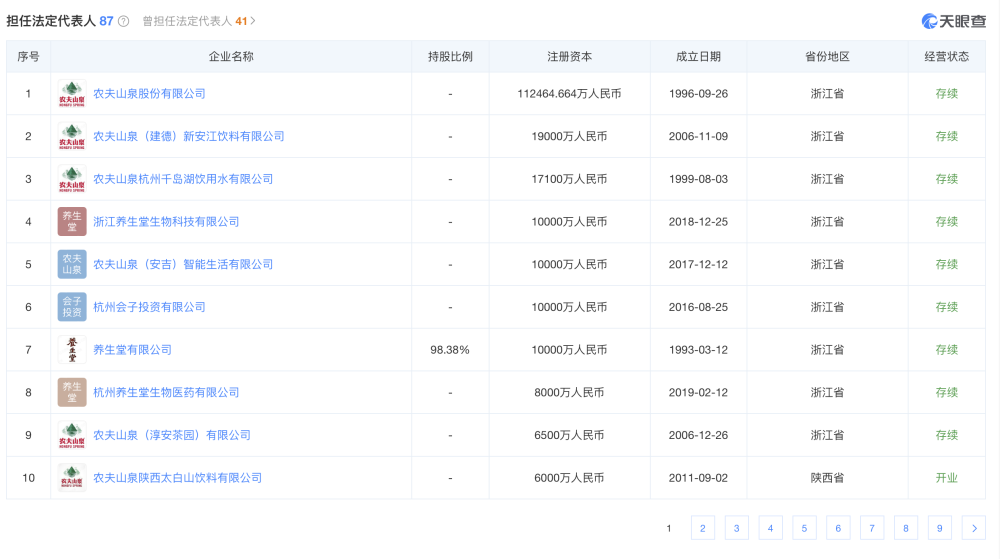 担任法定代表人 87 ? 曾担任法定代表人 41 天眼查
序号 企业名称 持股比例 注册资本 成立日期 省份地区 经营状态
1 农夫山泉 NONGFU SPRING 农夫山泉股份有限公司 - 112464.664万人民币 1996-09-26 浙江省 存续
2 农夫山泉 NONGFU SPRING 农夫山泉（建德）新安江饮料有限公司 - 19000万人民币 2006-11-09 浙江省 存续
3 农夫山泉 NONGFU SPRING 农夫山泉杭州千岛湖饮用水有限公司 - 17100万人民币 1999-08-03 浙江省 存续
4 养生堂 浙江养生堂生物科技有限公司 - 10000万人民币 2018-12-25 浙江省 存续
5 农夫山泉 农夫山泉（安吉）智能生活有限公司 - 10000万人民币 2017-12-12 浙江省 存续
6 会子投资 杭州会子投资有限公司 - 10000万人民币 2016-08-25 浙江省 存续
7 养生堂 养生堂有限公司 98.38% 10000万人民币 1993-03-12 浙江省 存续
8 养生堂 杭州养生堂生物医药有限公司 - 8000万人民币 2019-02-12 浙江省 存续
9 农夫山泉 NONGFU SPRING 农夫山泉（淳安茶园）有限公司 - 6500万人民币 2006-12-26 浙江省 存续
10 农夫山泉 NONGFU SPRING 农夫山泉陕西太白山饮料有限公司 - 6000万人民币 2011-09-02 陕西省 开业
1 2 3 4 5 6 7 8 9 >